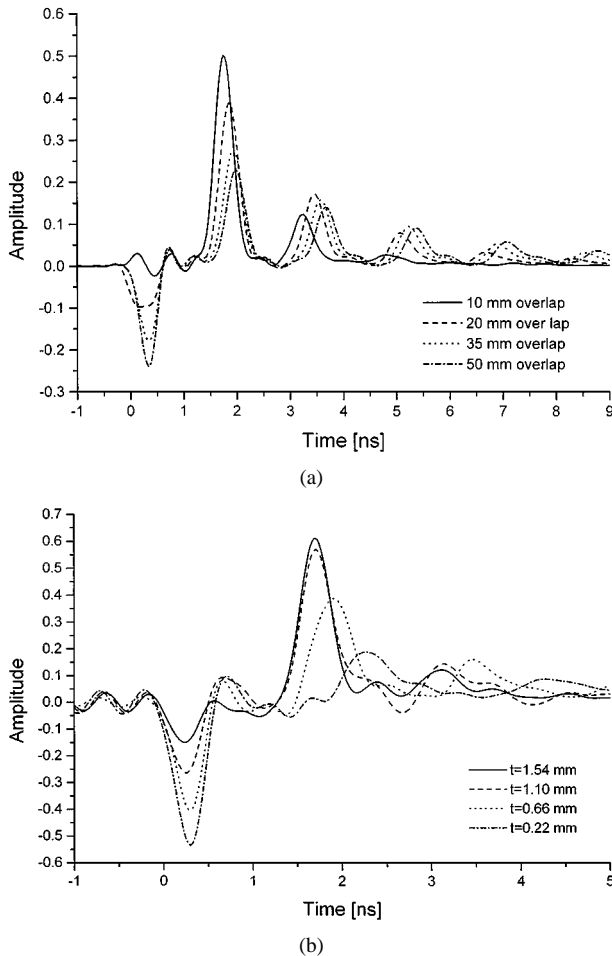 0.6
0.5
0.4
0.3
0.2
0.1
0.0
-0.1
-0.2
-0.3
Amplitude
10 mm overlap
20 mm over lap
35 mm overlap
50 mm overlap
-1 0 1 2 3 4 5 6 7 8 9
Time [ns]
(a)
0.7
0.6
0.5
0.4
0.3
0.2
0.1
0.0
-0.1
-0.2
-0.3
-0.4
-0.5
-0.6
Amplitude
t=1.54 mm
t=1.10 mm
t=0.66 mm
t=0.22 mm
-1 0 1 2 3 4 5
Time [ns]
(b)